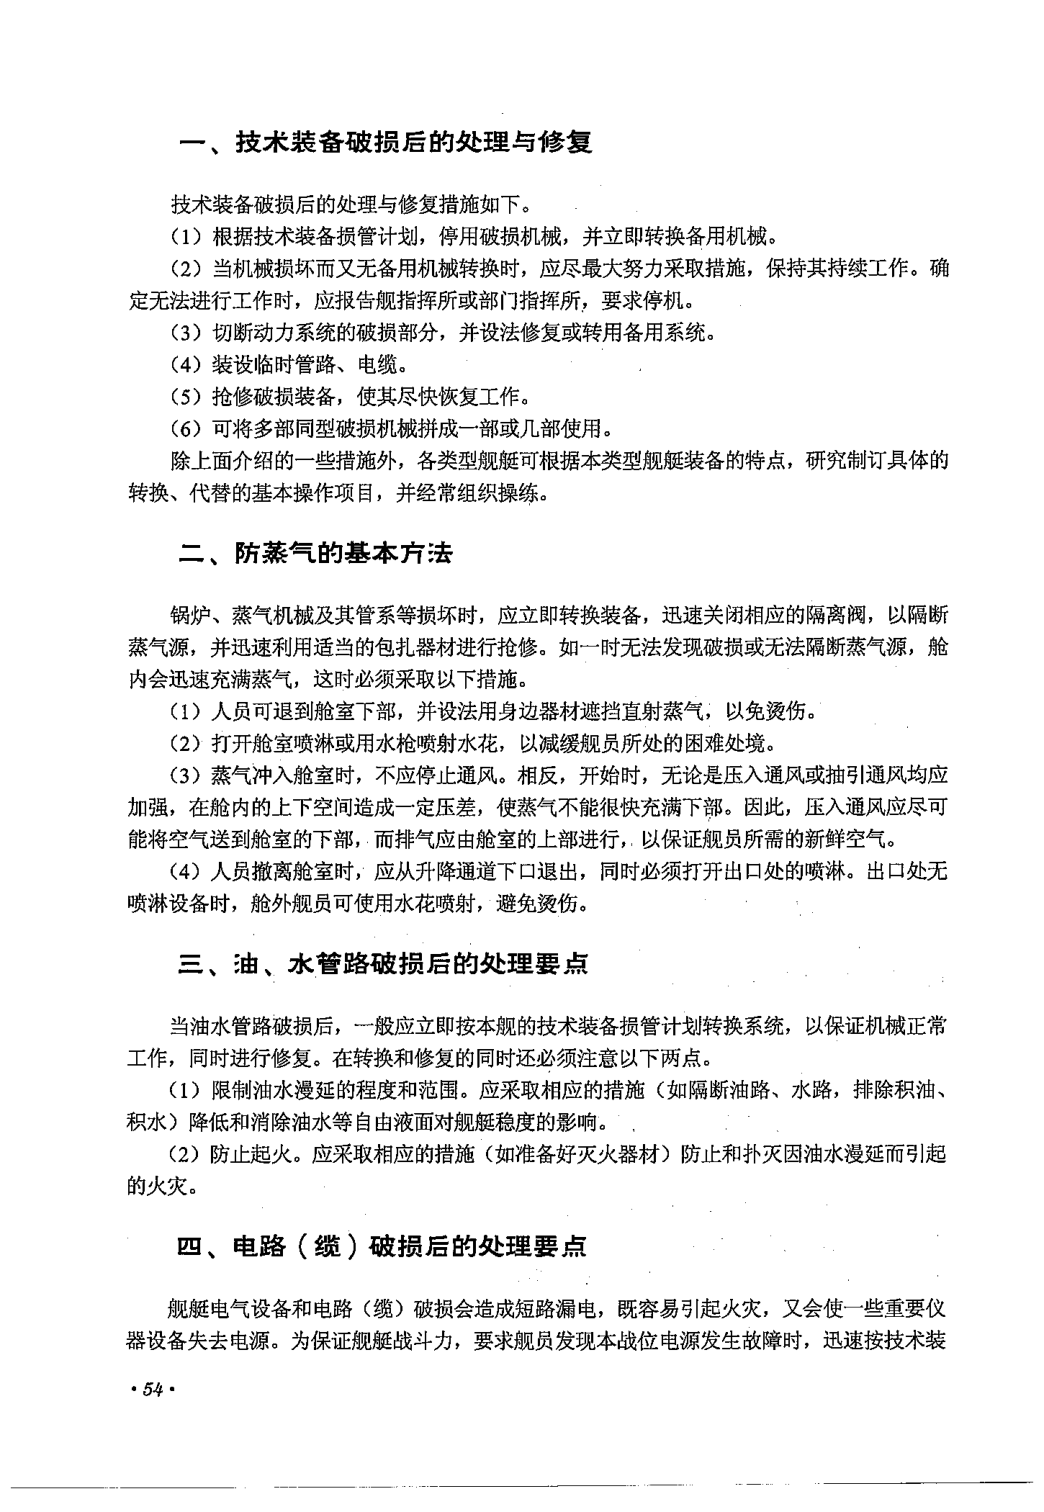 一、技术装备破损后的处理与修复
技术装备破损后的处理与修复措施如下。
（1）根据技术装备损管计划，停用破损机械，并立即转换备用机械。
（2）当机械损坏而又无备用机械转换时，应尽最大努力采取措施，保持其持续工作。确
定无法进行工作时，应报告舰指挥所或部门指挥所，要求停机。
（3）切断动力系统的破损部分，并设法修复或转用备用系统。
（4）装设临时管路、电缆。
（5）抢修破损装备，使其尽快恢复工作。
（6）可将多部同型破损机械拼成一部或几部使用。
除上面介绍的一些措施外，各类型舰艇可根据本类型舰艇装备的特点，研究制订具体的
转换、代替的基本操作项目，并经常组织操练。
二、防蒸气的基本方法
锅炉、蒸气机械及其管系等损坏时，应立即转换装备，迅速关闭相应的隔离阀，以隔断
蒸气源，并迅速利用适当的包扎器材进行抢修。如一时无法发现破损或无法隔断蒸气源，舱
内会迅速充满蒸气，这时必须采取以下措施。
（1）人员可退到舱室下部，并设法用身边器材遮挡直射蒸气，以免烫伤。
（2）打开舱室喷淋或用水枪喷射水花，以减缓舰员所处的困难处境。
（3）蒸气冲入舱室时，不应停止通风。相反，开始时，无论是压入通风或抽引通风均应
加强，在舱内的上下空间造成一定压差，使蒸气不能很快充满下部。因此，压入通风应尽可
能将空气送到舱室的下部，而排气应由舱室的上部进行，以保证舰员所需的新鲜空气。
（4）人员撤离舱室时，应从升降通道下口退出，同时必须打开出口处的喷淋。出口处无
喷淋设备时，舱外舰员可使用水花喷射，避免烫伤。
三、油、水管路破损后的处理要点
当油水管路破损后，一般应立即按本舰的技术装备损管计划转换系统，以保证机械正常
工作，同时进行修复。在转换和修复的同时还必须注意以下两点。
（1）限制油水漫延的程度和范围。应采取相应的措施（如隔断油路、水路，排除积油、
积水）降低和消除油水等自由液面对舰艇稳度的影响。
（2）防止起火。应采取相应的措施（如准备好灭火器材）防止和扑灭因油水漫延而引起
的火灾。
四、电路（缆）破损后的处理要点
舰艇电气设备和电路（缆）破损会造成短路漏电，既容易引起火灾，又会使一些重要仪
器设备失去电源。为保证舰艇战斗力，要求舰员发现本战位电源发生故障时，迅速按技术装
·54·